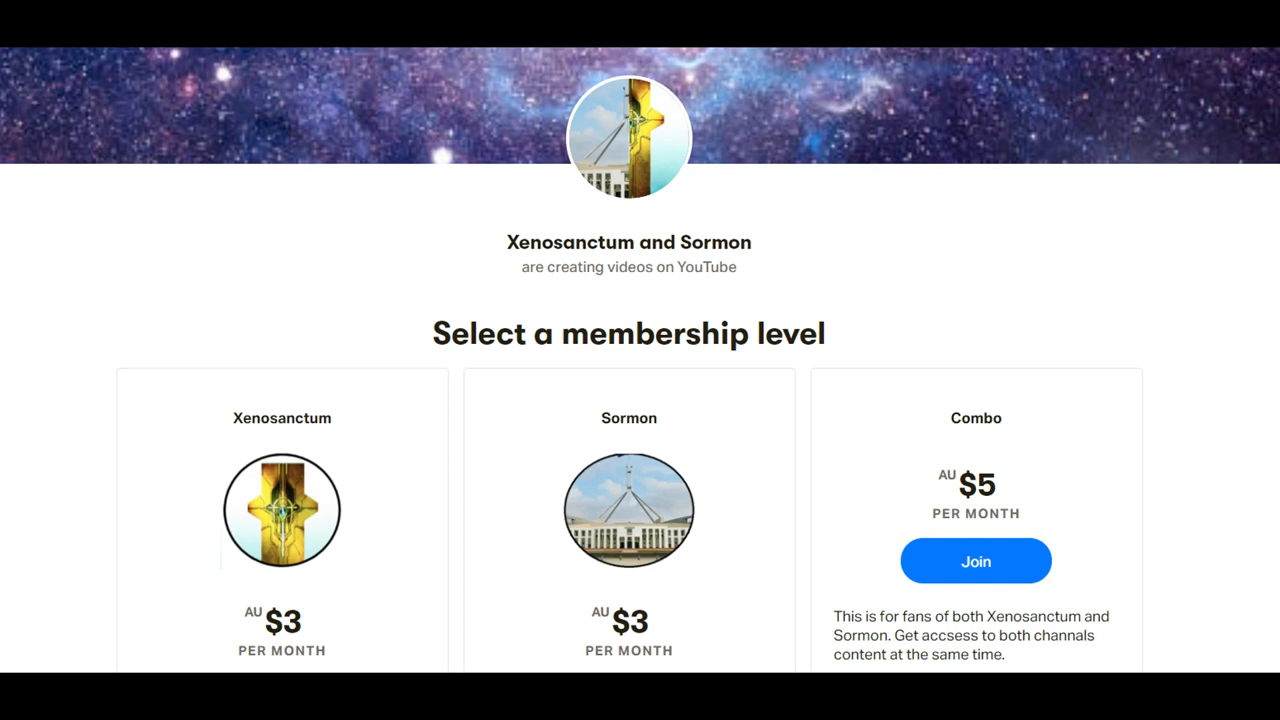 Xenosanctum and Sormon
are creating videos on YouTube
Select a membership level
Xenosanctum
AU $3
PER MONTH
Sormon
AU $3
PER MONTH
Combo
AU $5
PER MONTH
Join
This is for fans of both Xenosanctum and
Sormon. Get accsess to both channals
content at the same time.